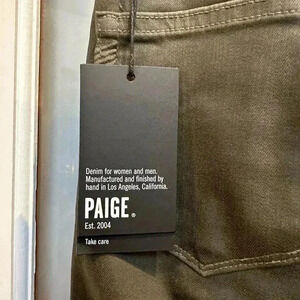 Denim for women and men.
Manufactured and finished by
hand in Los Angeles, California.
PAIGE®
Est. 2004
Take care